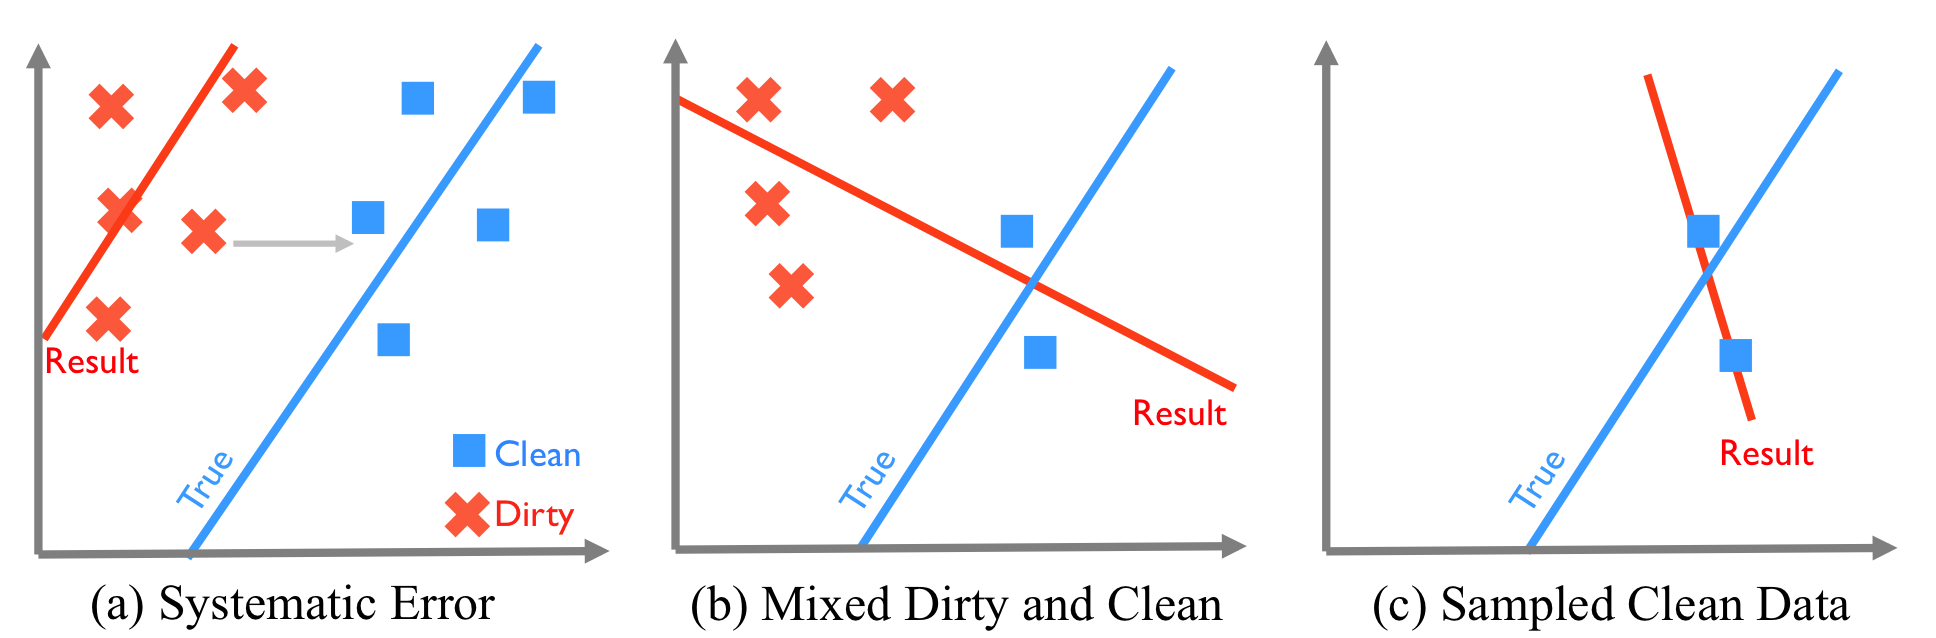 Result
True
Clean
Dirty
(a) Systematic Error
True
Result
(b) Mixed Dirty and Clean
True
Result
(c) Sampled Clean Data